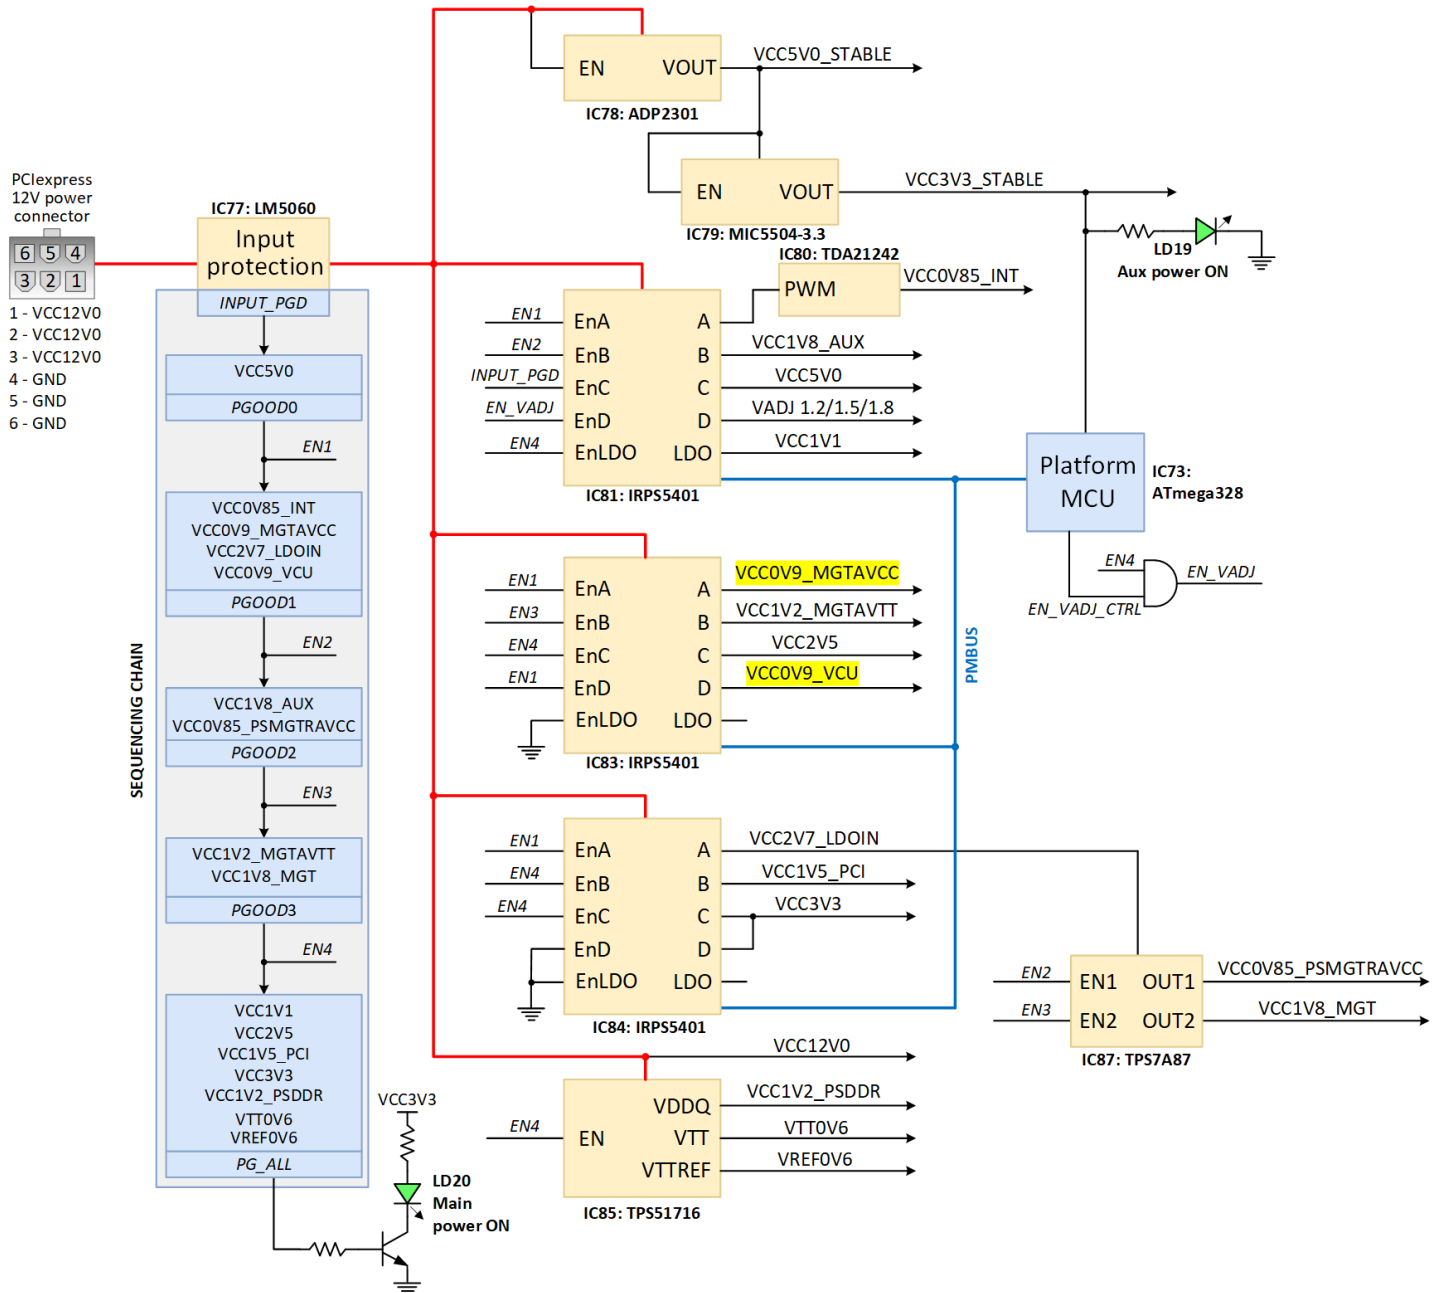 PCIexpress
12V power
connector
6 5 4
3 2 1
1 - VCC12V0
2 - VCC12V0
3 - VCC12V0
4 - GND
5 - GND
6 - GND
IC77: LM5060
Input
protection
INPUT_PGD
VCC5V0
PGOOD0
EN1
VCC0V85_INT
VCC0V9_MGTAVCC
VCC2V7_LDOIN
VCC0V9_VCU
PGOOD1
EN2
VCC1V8_AUX
VCC0V85_PSMGTRAVCC
PGOOD2
EN3
VCC1V2_MGTAVTT
VCC1V8_MGT
PGOOD3
EN4
VCC1V1
VCC2V5
VCC1V5_PCI
VCC3V3
VCC1V2_PSDDR
VTT0V6
VREF0V6
PG_ALL
SEQUENCING CHAIN
VCC3V3
LD20
Main
power ON
EN VOUT
VCC5V0_STABLE
IC78: ADP2301
EN VOUT
VCC3V3_STABLE
IC79: MIC5504-3.3
LD19
Aux power ON
IC80: TDA21242
PWM
VCC0V85_INT
EN1 EnA A
EN2 EnB B VCC1V8_AUX
INPUT_PGD EnC C VCC5V0
EN_VADJ EnD D VADJ 1.2/1.5/1.8
EN4 EnLDO LDO VCC1V1
IC81: IRPS5401
Platform
MCU
IC73:
ATmega328
EN4
EN_VADJ
EN_VADJ_CTRL
PMBUS
EN1 EnA A VCC0V9_MGTAVCC
EN3 EnB B VCC1V2_MGTAVTT
EN4 EnC C VCC2V5
EN1 EnD D VCC0V9_VCU
EnLDO LDO
IC83: IRPS5401
EN1 EnA A VCC2V7_LDOIN
EN4 EnB B VCC1V5_PCI
EN4 EnC C VCC3V3
EnD D
EnLDO LDO
IC84: IRPS5401
EN2 EN1 OUT1 VCC0V85_PSMGTRAVCC
EN3 EN2 OUT2 VCC1V8_MGT
IC87: TPS7A87
VCC12V0
VDDQ VCC1V2_PSDDR
EN4 EN VTT VTT0V6
VTTREF VREF0V6
IC85: TPS51716